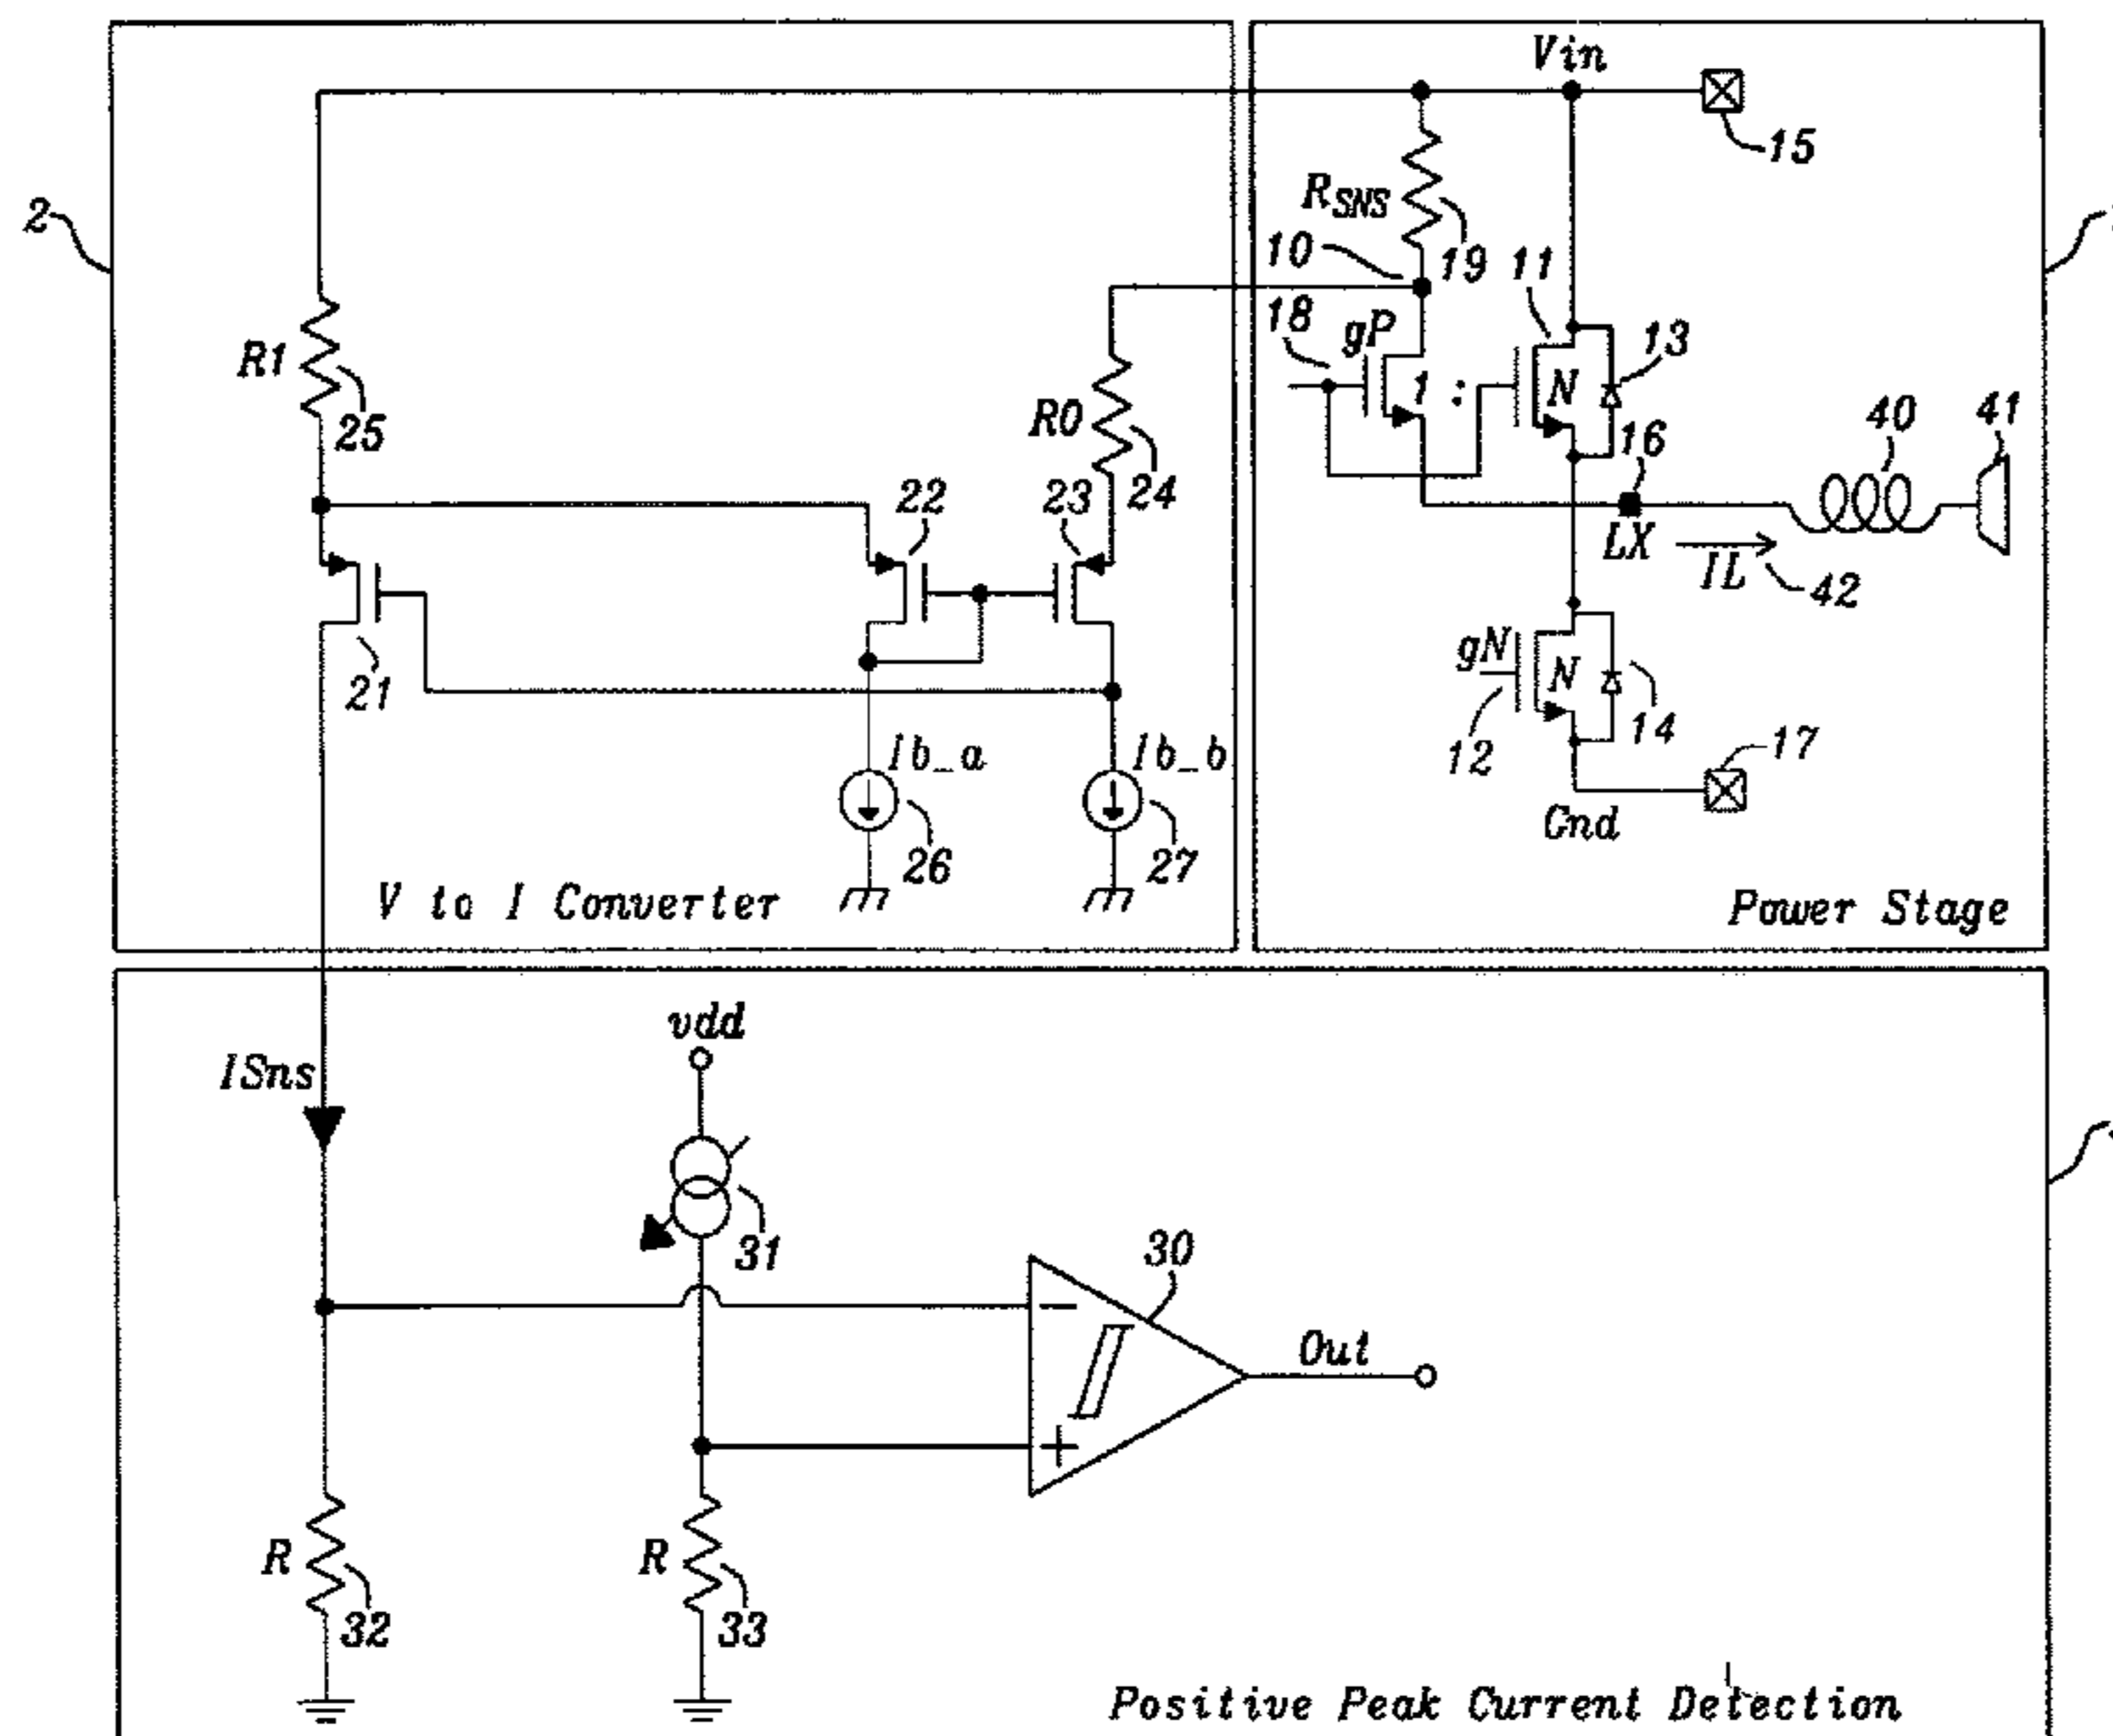 Vin
15
2
RSNS
10
19
11
18
gP
13
1 :
N
R1
25
R0
24
16
40
41
22
23
LX
IL
42
21
gN
N
12
14
17
Ib_a
Ib_b
26
27
Gnd
V to I Converter
Power Stage
vdd
ISns
31
30
-
+
Out
R
32
R
33
Positive Peak Current Detection